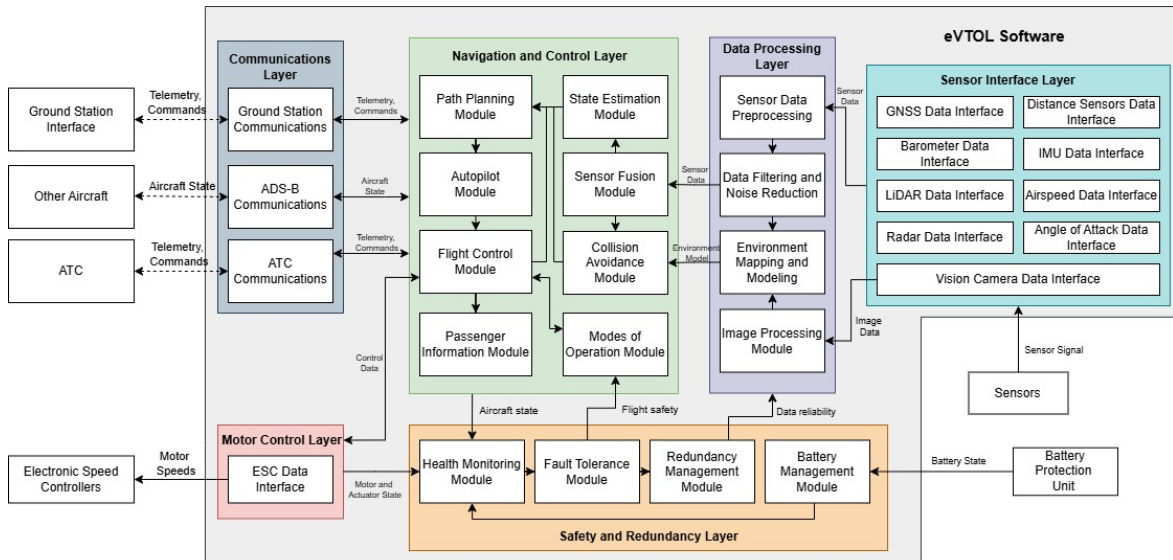 eVTOL Software
Communications
Layer
Navigation and Control Layer
Data Processing
Layer
Sensor Interface Layer
Ground Station
Interface
Telemetry,
Commands
Ground Station
Communications
Telemetry,
Commands
Path Planning
Module
State Estimation
Module
Sensor Data
Preprocessing
Sensor
Data
GNSS Data Interface
Distance Sensors Data
Interface
Barometer Data
Interface
IMU Data Interface
Other Aircraft
Aircraft State
ADS-B
Communications
Aircraft
State
Autopilot
Module
Sensor Fusion
Module
Sensor
Data
Data Filtering and
Noise Reduction
LiDAR Data Interface
Airspeed Data Interface
ATC
Telemetry,
Commands
ATC
Communications
Telemetry,
Commands
Flight Control
Module
Collision
Avoidance Module
Environment
Model
Environment
Mapping and
Modeling
Radar Data Interface
Angle of Attack Data
Interface
Vision Camera Data Interface
Control
Data
Passenger
Information Module
Modes of
Operation Module
Image Processing
Module
Image
Data
Sensor Signal
Sensors
Aircraft state
Flight safety
Data reliability
Motor Control Layer
Electronic Speed
Controllers
Motor
Speeds
ESC Data
Interface
Motor and
Actuator State
Health Monitoring
Module
Fault Tolerance
Module
Redundancy
Management
Module
Battery
Management
Module
Battery State
Battery
Protection
Unit
Safety and Redundancy Layer